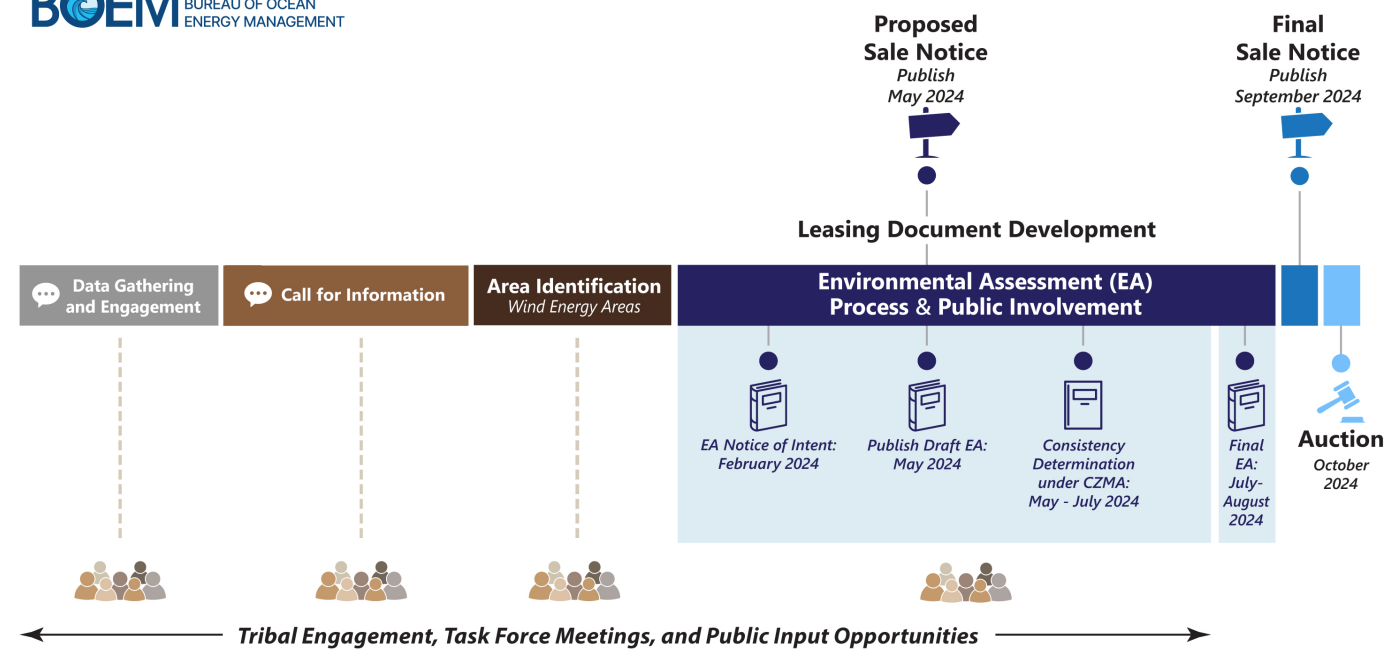 BOEM
BUREAU OF OCEAN
ENERGY MANAGEMENT
Proposed
Sale Notice
Publish
May 2024
Final
Sale Notice
Publish
September 2024
Leasing Document Development
Data Gathering
and Engagement
Call for Information
Area Identification
Wind Energy Areas
Environmental Assessment (EA)
Process & Public Involvement
EA Notice of Intent:
February 2024
Publish Draft EA:
May 2024
Consistency
Determination
under CZMA:
May - July 2024
Final
EA:
July-
August
2024
Auction
October
2024
Tribal Engagement, Task Force Meetings, and Public Input Opportunities